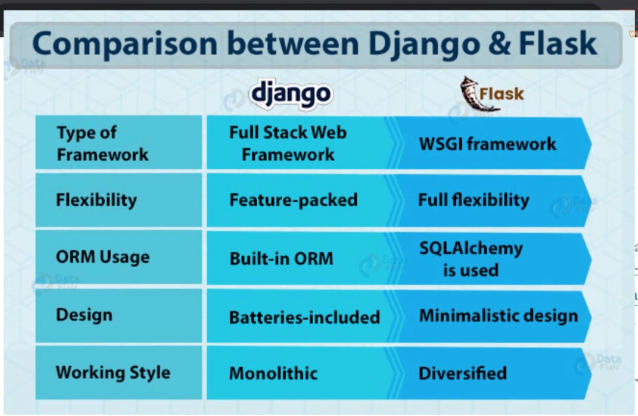 Comparison between Django & Flask
django
Flask
Type of
Framework
Full Stack Web
Framework
WSGI framework
Flexibility
Feature-packed
Full flexibility
ORM Usage
Built-in ORM
SQLAlchemy
is used
Design
Batteries-included
Minimalistic design
Working Style
Monolithic
Diversified